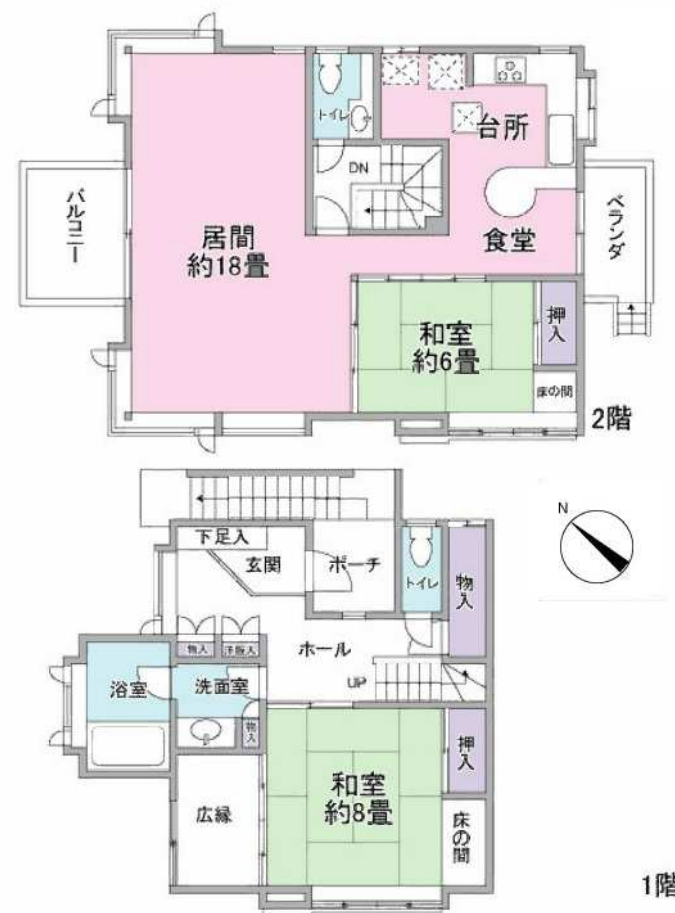 トイレ
台所
DN
バルコニー
居間
約18畳
食堂
ベランダ
和室
約6畳
押入
床の間
2階
下足入
玄関
ポーチ
トイレ
物入
N
物入
洋服入
ホール
浴室
洗面室
UP
物入
和室
約8畳
押入
広縁
床の間
1階